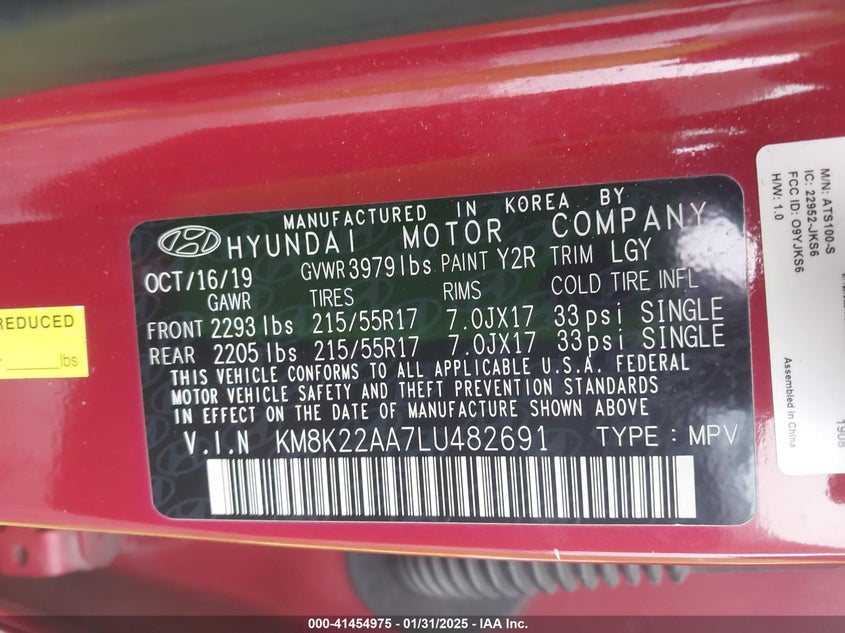 MANUFACTURED IN KOREA BY
HYUNDAI MOTOR COMPANY
OCT/16/19 GVWR 3979 lbs PAINT Y2R TRIM LGY
GAWR TIRES RIMS COLD TIRE INFL
FRONT 2293 lbs 215/55R17 7.0JX17 33 psi SINGLE
REAR 2205 lbs 215/55R17 7.0JX17 33 psi SINGLE
THIS VEHICLE CONFORMS TO ALL APPLICABLE U.S.A. FEDERAL
MOTOR VEHICLE SAFETY AND THEFT PREVENTION STANDARDS
IN EFFECT ON THE DATE OF MANUFACTURE SHOWN ABOVE
V.I.N KM8K22AA7LU482691 TYPE : MPV
REDUCED
lbs
M/N: ATS100-S
IC: 22952-JKS6
FCC ID: O9YJKS6
H/W: 1.0
Assembled in China
1908
000-41454975 - 01/31/2025 - IAA, Inc.